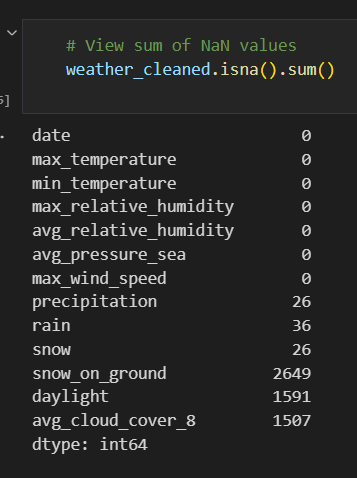 # View sum of NaN values
weather_cleaned.isna().sum()
5]
date 0
max_temperature 0
min_temperature 0
max_relative_humidity 0
avg_relative_humidity 0
avg_pressure_sea 0
max_wind_speed 0
precipitation 26
rain 36
snow 26
snow_on_ground 2649
daylight 1591
avg_cloud_cover_8 1507
dtype: int64